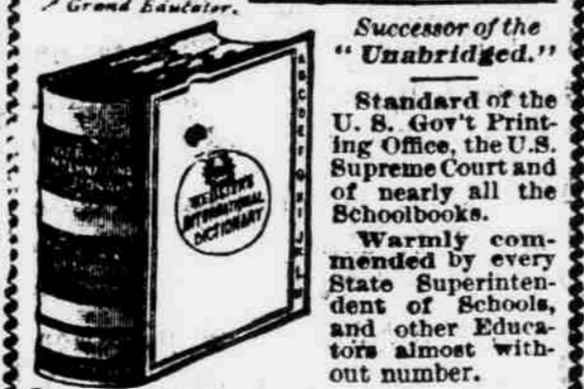 Grand Educator.
Successor of the
"Unabridged."
Standard of the
U. S. Gov't Print-
ing Office, the U.S.
Supreme Court and
of nearly all the
Schoolbooks.
Warmly com-
mended by every
State Superinten-
dent of Schools,
and other Educa-
tors almost with-
out number.
WEBSTER'S
INTERNATIONAL
DICTIONARY